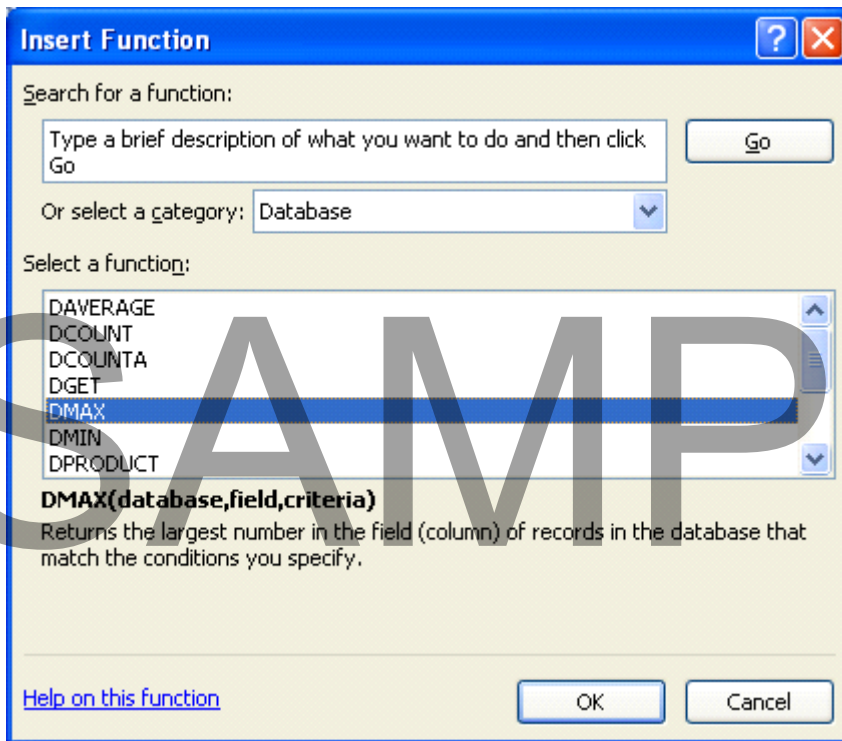 Insert Function
Search for a function:
Type a brief description of what you want to do and then click
Go
Go
Or select a category: Database
Select a function:
DAVERAGE
DCOUNT
DCOUNTA
DGET
DMAX
DMIN
DPRODUCT
DMAX(database,field,criteria)
Returns the largest number in the field (column) of records in the database that
match the conditions you specify.
Help on this function
OK
Cancel
SAMP